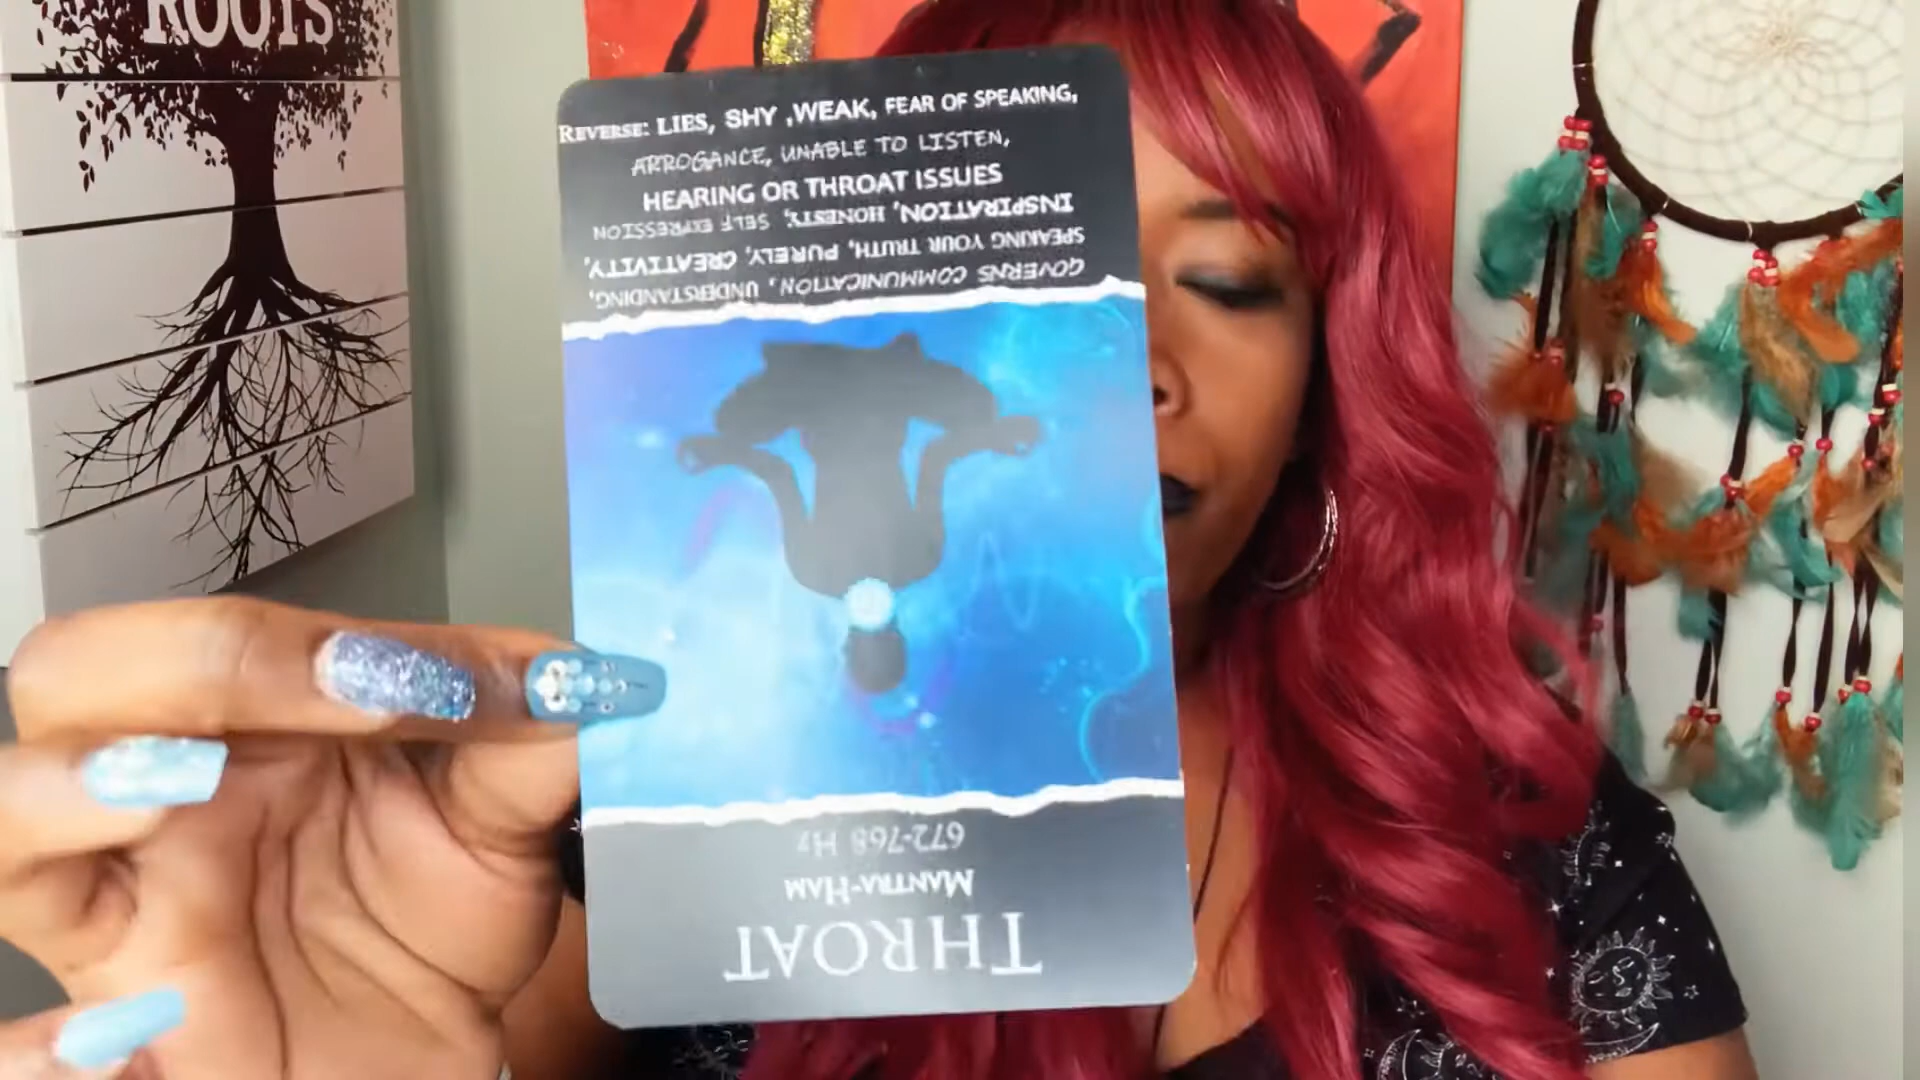 ROOTS
REVERSE: LIES, SHY ,WEAK, FEAR OF SPEAKING,
ARROGANCE, UNABLE TO LISTEN,
HEARING OR THROAT ISSUES
INSPIRATION, HONESTY, SELF EXPRESSION
SPEAKING YOUR TRUTH, PURELY, CREATIVITY,
GOVERNS COMMUNICATION, UNDERSTANDING,
672-768 Hz
MANTRA-HAM
THROAT